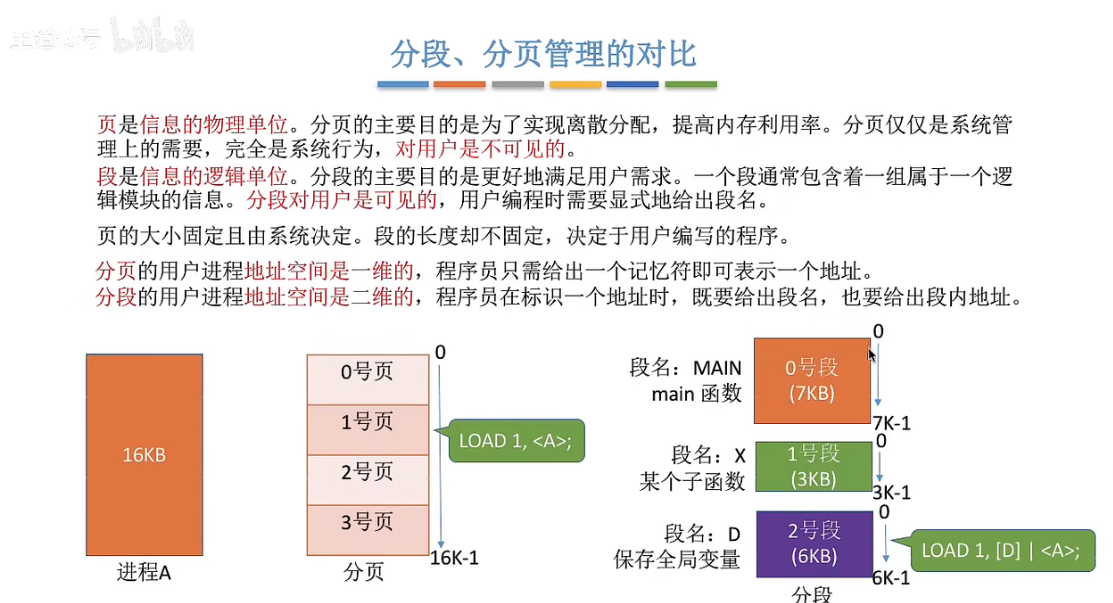 王道论坛 bilibili
分段、分页管理的对比
页是信息的物理单位。分页的主要目的是为了实现离散分配，提高内存利用率。分页仅仅是系统管
理上的需要，完全是系统行为，对用户是不可见的。
段是信息的逻辑单位。分段的主要目的是更好地满足用户需求。一个段通常包含着一组属于一个逻
辑模块的信息。分段对用户是可见的，用户编程时需要显式地给出段名。
页的大小固定且由系统决定。段的长度却不固定，决定于用户编写的程序。
分页的用户进程地址空间是一维的，程序员只需给出一个记忆符即可表示一个地址。
分段的用户进程地址空间是二维的，程序员在标识一个地址时，既要给出段名，也要给出段内地址。
16KB
进程A
0
0号页
1号页
2号页
3号页
16K-1
LOAD 1, <A>;
分页
段名：MAIN
main 函数
0号段
(7KB)
0
7K-1
段名：X
某个子函数
1号段
(3KB)
0
3K-1
段名：D
保存全局变量
2号段
(6KB)
0
6K-1
LOAD 1, [D] | <A>;
分段